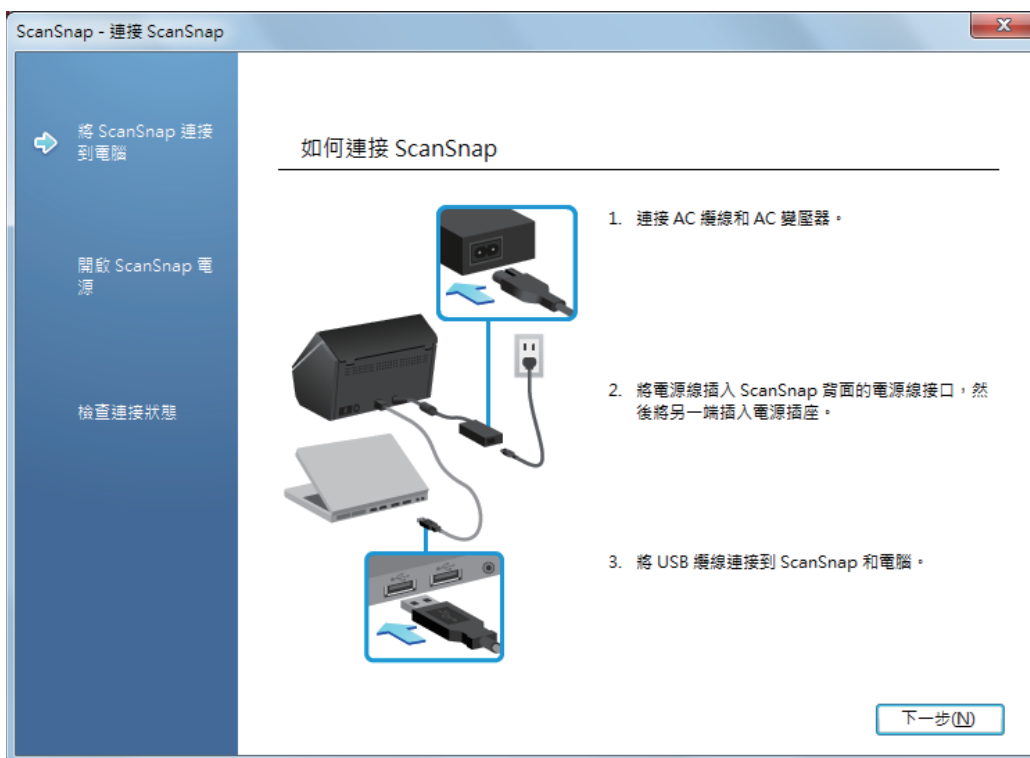 ScanSnap - 連接 ScanSnap
將 ScanSnap 連接
到電腦
開啟 ScanSnap 電
源
檢查連接狀態
如何連接 ScanSnap
1. 連接 AC 纜線和 AC 變壓器。
2. 將電源線插入 ScanSnap 背面的電源線接口，然
後將另一端插入電源插座。
3. 將 USB 纜線連接到 ScanSnap 和電腦。
下一步(N)